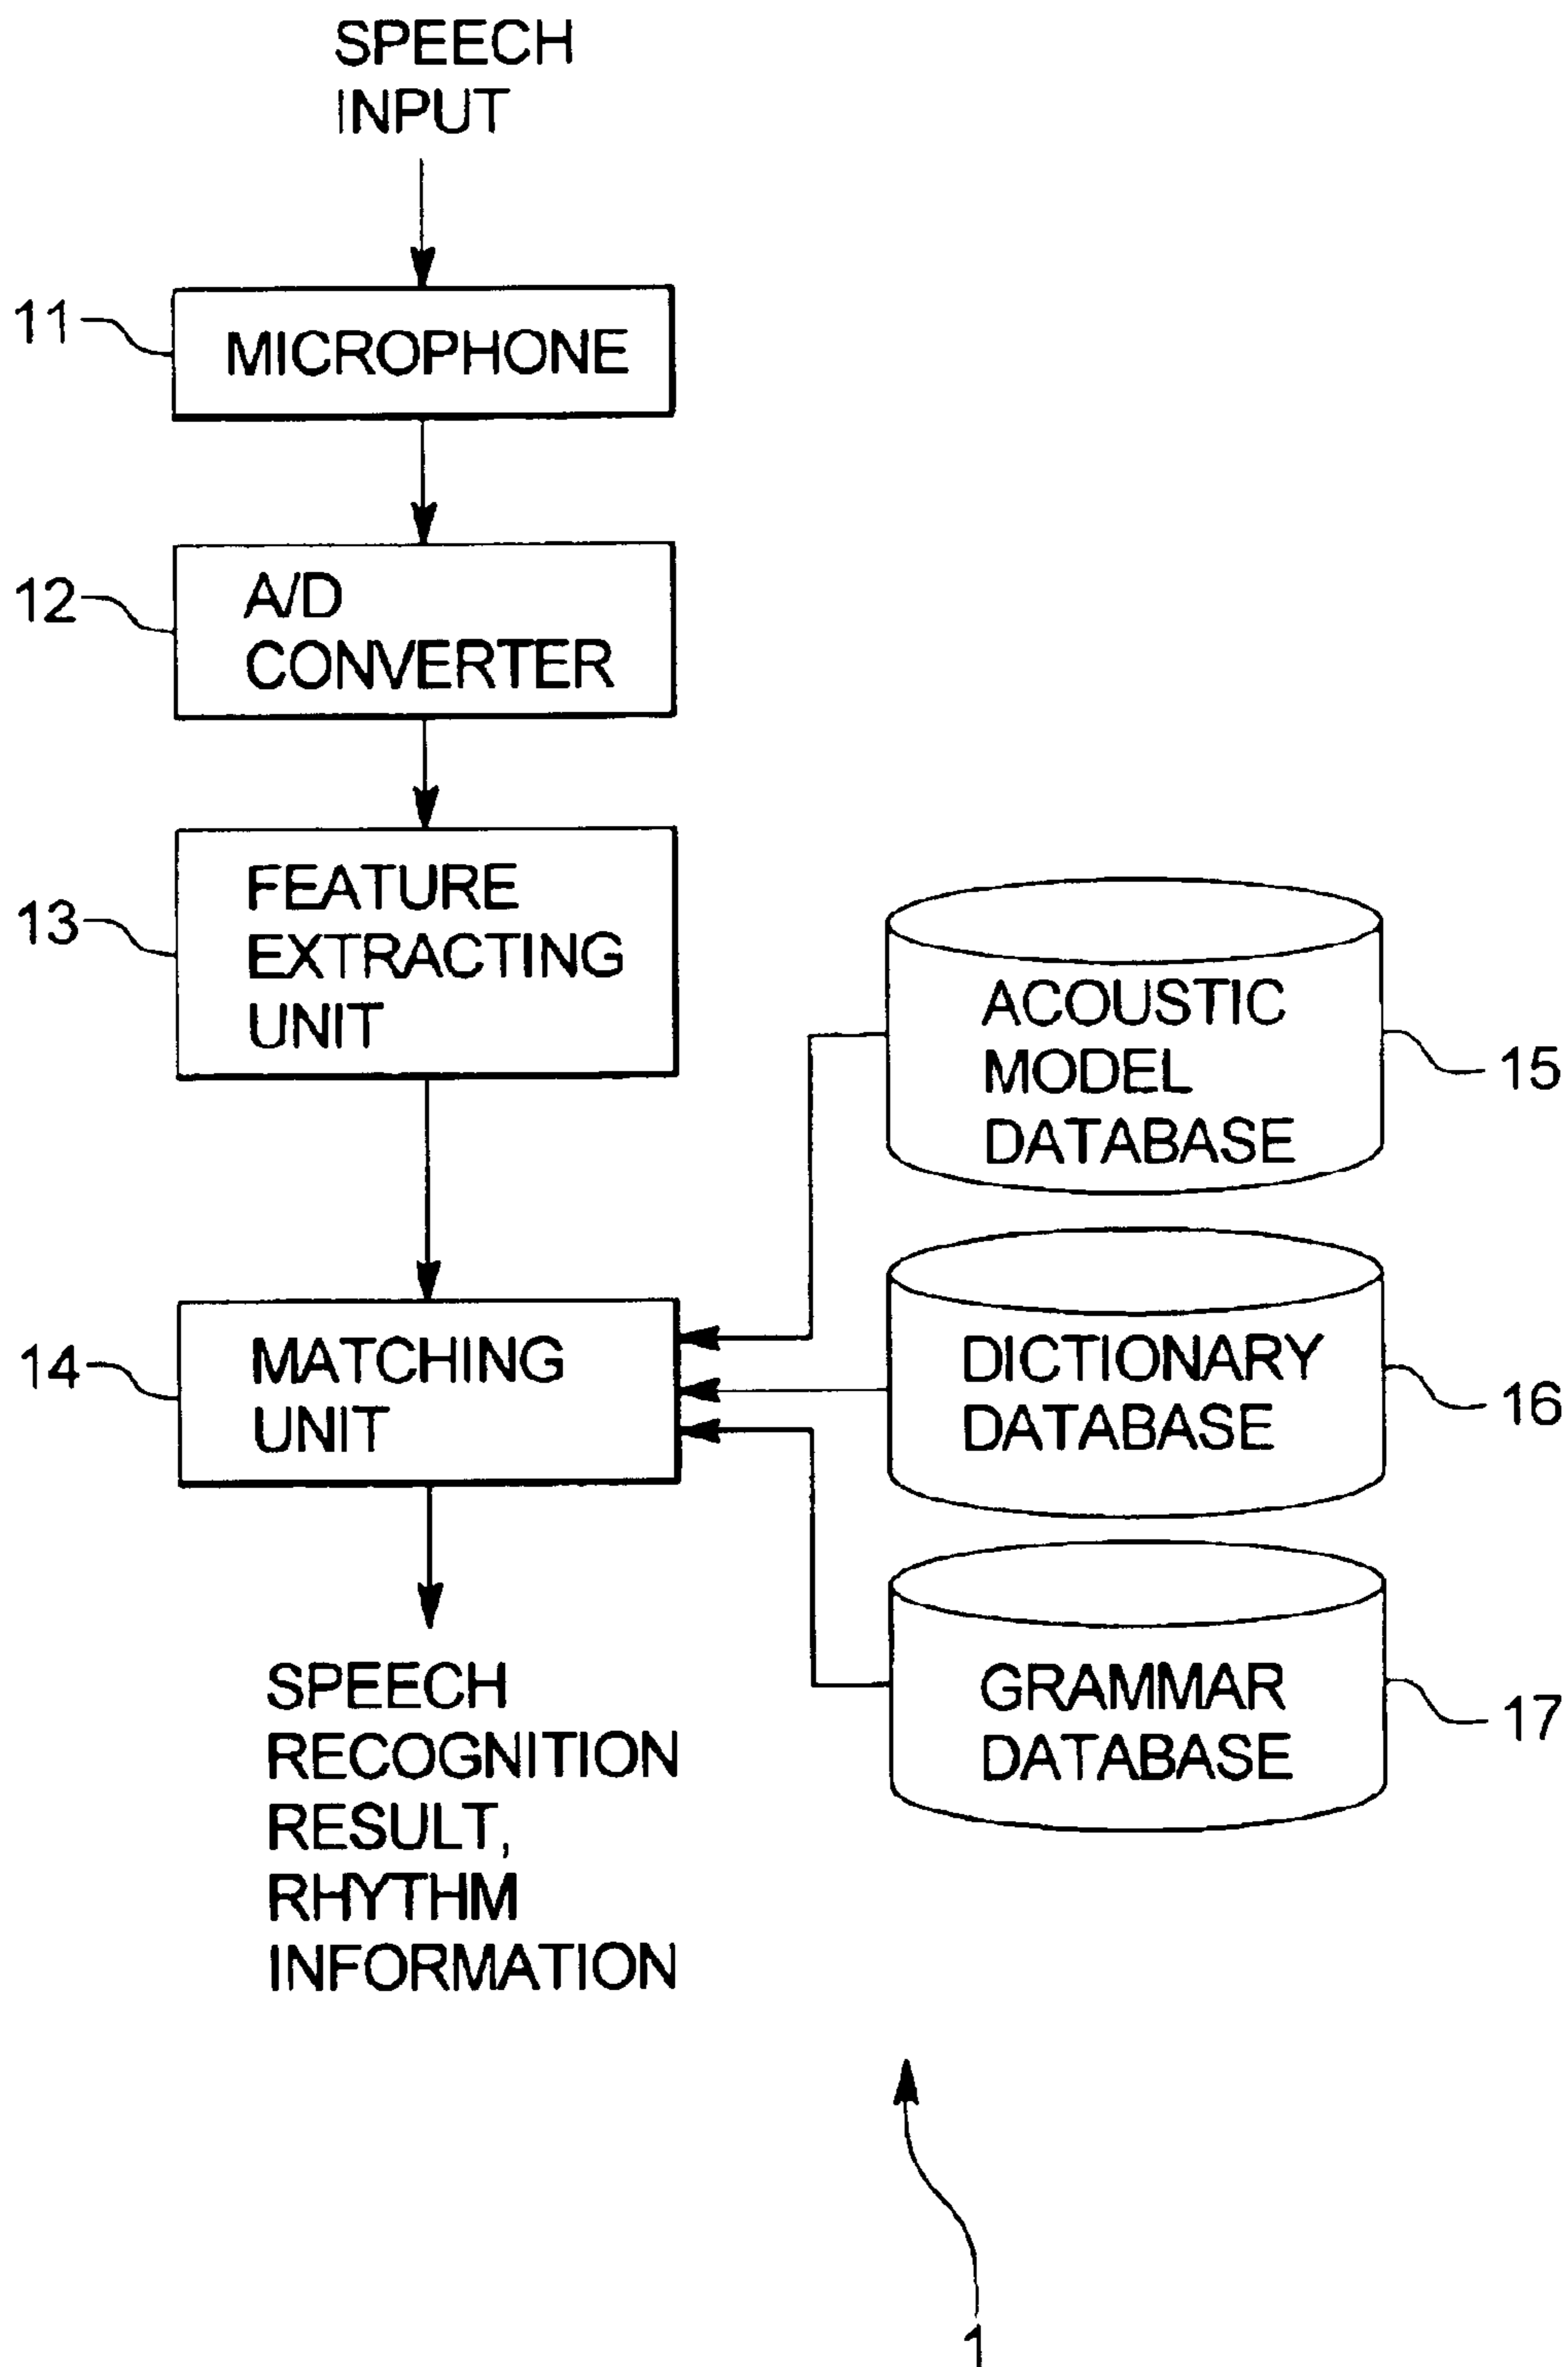 SPEECH
INPUT
11
MICROPHONE
12
A/D
CONVERTER
13
FEATURE
EXTRACTING
UNIT
ACOUSTIC
MODEL
DATABASE
15
14
MATCHING
UNIT
DICTIONARY
DATABASE
16
SPEECH
RECOGNITION
RESULT,
RHYTHM
INFORMATION
GRAMMAR
DATABASE
17
1